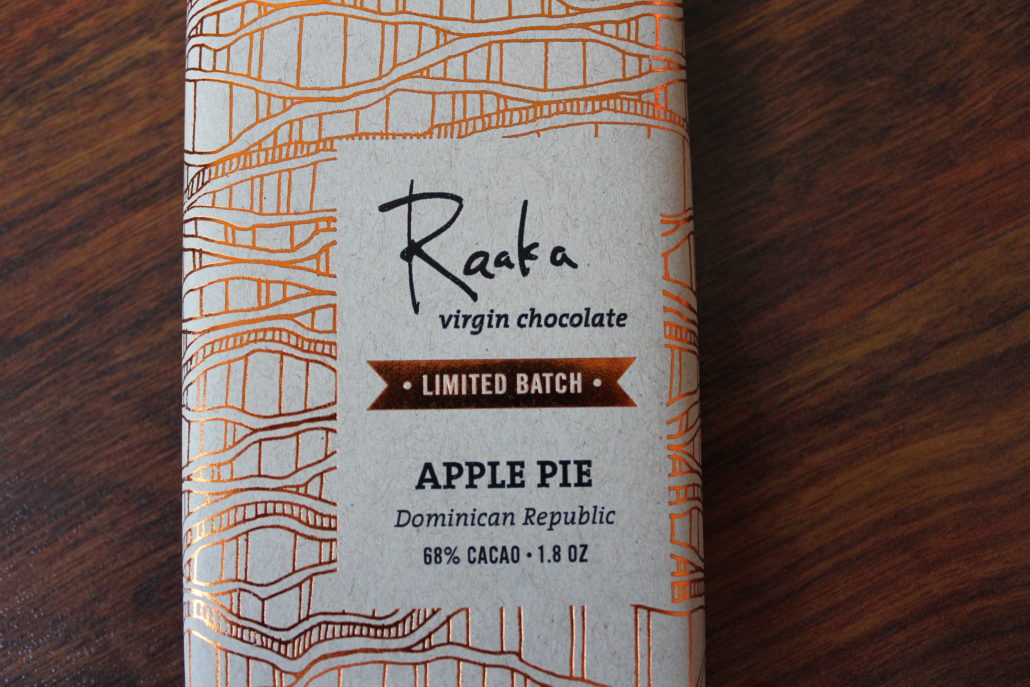 Raaka
virgin chocolate
• LIMITED BATCH •
APPLE PIE
Dominican Republic
68% CACAO • 1.8 OZ